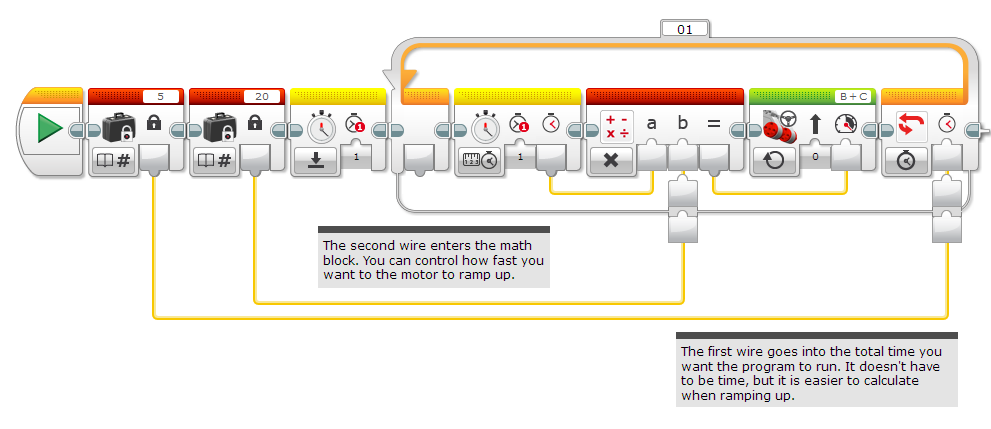 01
5
20
B + C
1
1
a b =
0
#
#
The second wire enters the math
block. You can control how fast you
want to the motor to ramp up.
The first wire goes into the total time you
want the program to run. It doesn't have
to be time, but it is easier to calculate
when ramping up.